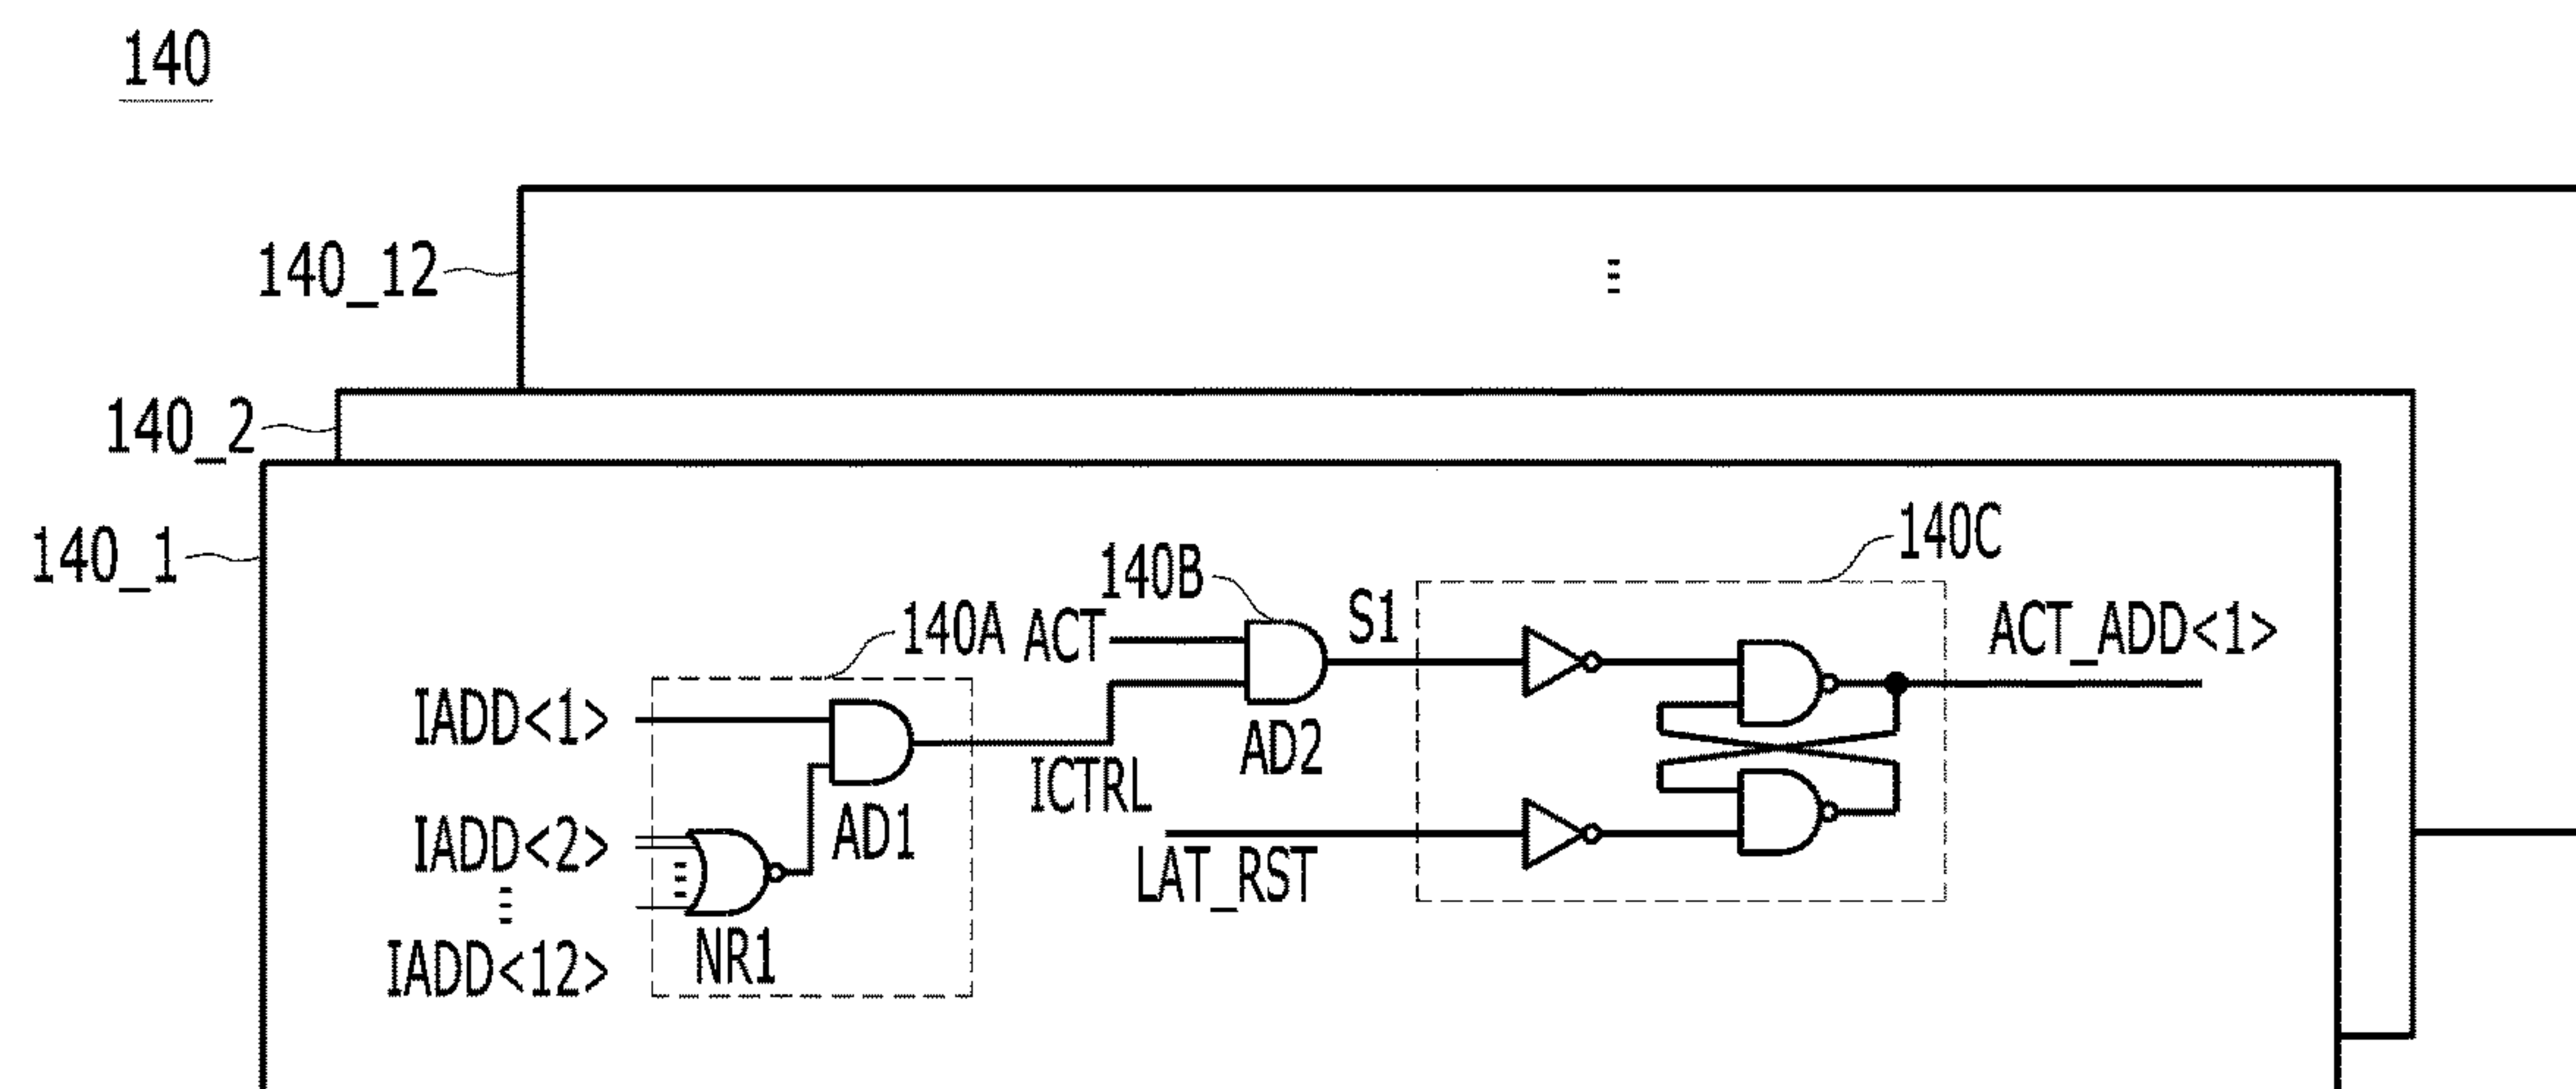 140
140_12
140_2
140_1
140C
140B
S1
ACT_ADD<1>
140A
ACT
IADD<1>
AD2
ICTRL
AD1
IADD<2>
LAT_RST
NR1
IADD<12>